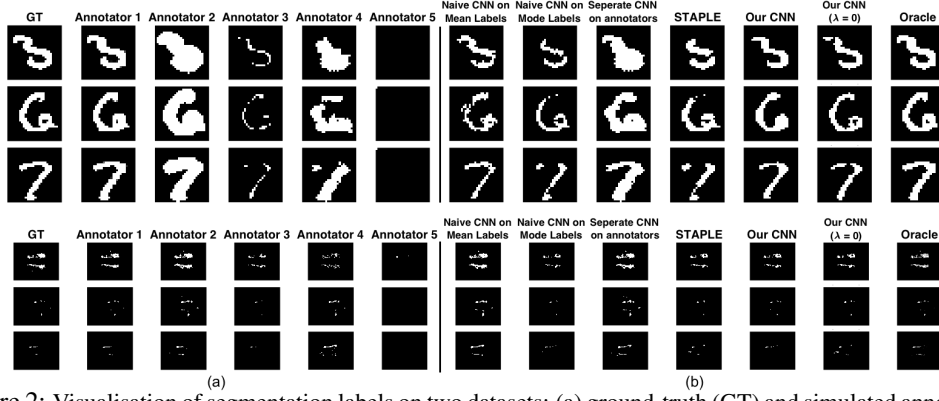 Naive CNN on Naive CNN on Seperate CNN Our CNN
GT Annotator 1 Annotator 2 Annotator 3 Annotator 4 Annotator 5 Mean Labels Mode Labels on annotators STAPLE Our CNN (λ = 0) Oracle
Naive CNN on Naive CNN on Seperate CNN Our CNN
GT Annotator 1 Annotator 2 Annotator 3 Annotator 4 Annotator 5 Mean Labels Mode Labels on annotators STAPLE Our CNN (λ = 0) Oracle
(a) (b)
re 2: Visualisation of segmentation labels on two datasets: (a) ground-truth (GT) and simulated